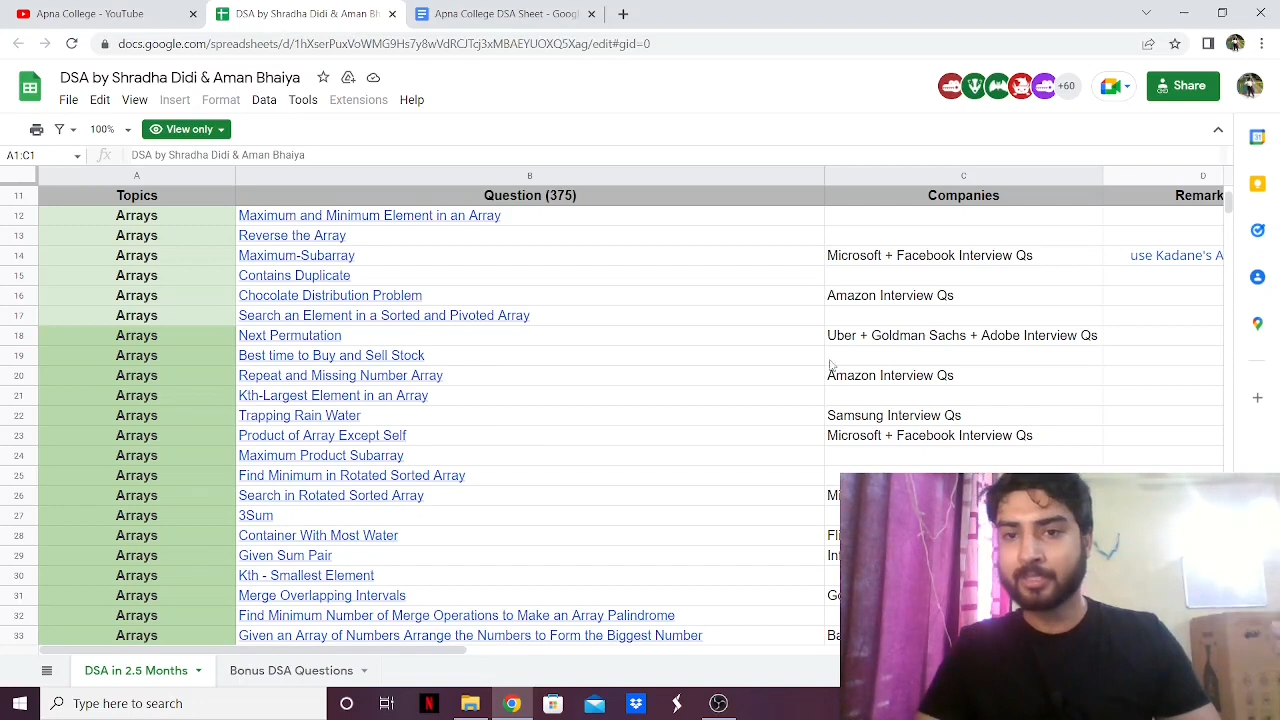 Apna College - YouTube
DSA by Shradha Didi & Aman Bh
Apna College DSA Sheet - Googl
docs.google.com/spreadsheets/d/1hXserPuxVoWMG9Hs7y8wVdRCJTcj3xMBAEYUOXQ5Xag/edit#gid=0
DSA by Shradha Didi & Aman Bhaiya
+60
Share
File Edit View Insert Format Data Tools Extensions Help
100% View only
A1:C1 fx DSA by Shradha Didi & Aman Bhaiya
A B C D
11 Topics Question (375) Companies Remark
12 Arrays Maximum and Minimum Element in an Array
13 Arrays Reverse the Array
14 Arrays Maximum-Subarray Microsoft + Facebook Interview Qs use Kadane's A
15 Arrays Contains Duplicate
16 Arrays Chocolate Distribution Problem Amazon Interview Qs
17 Arrays Search an Element in a Sorted and Pivoted Array
18 Arrays Next Permutation Uber + Goldman Sachs + Adobe Interview Qs
19 Arrays Best time to Buy and Sell Stock
20 Arrays Repeat and Missing Number Array Amazon Interview Qs
21 Arrays Kth-Largest Element in an Array
22 Arrays Trapping Rain Water Samsung Interview Qs
23 Arrays Product of Array Except Self Microsoft + Facebook Interview Qs
24 Arrays Maximum Product Subarray
25 Arrays Find Minimum in Rotated Sorted Array
26 Arrays Search in Rotated Sorted Array Mi
27 Arrays 3Sum
28 Arrays Container With Most Water Fli
29 Arrays Given Sum Pair Inf
30 Arrays Kth - Smallest Element
31 Arrays Merge Overlapping Intervals Go
32 Arrays Find Minimum Number of Merge Operations to Make an Array Palindrome
33 Arrays Given an Array of Numbers Arrange the Numbers to Form the Biggest Number Ba
DSA in 2.5 Months Bonus DSA Questions
Type here to search